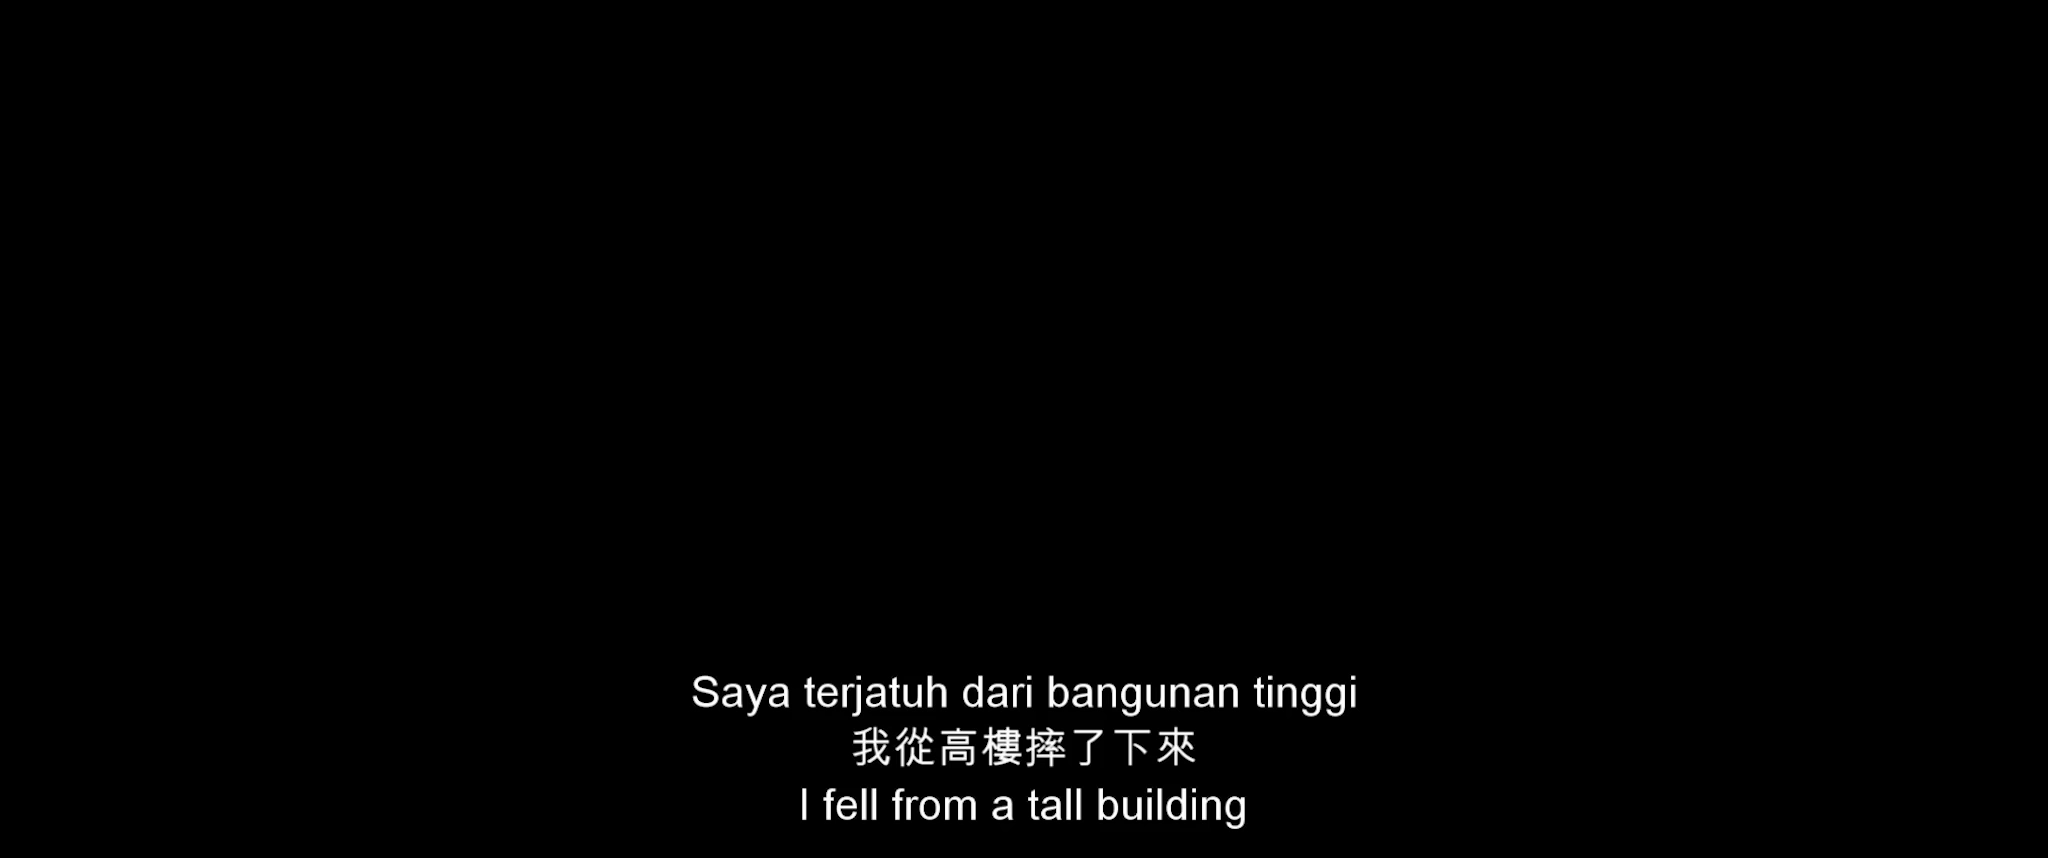 Saya terjatuh dari bangunan tinggi
我從高樓摔了下來
I fell from a tall building